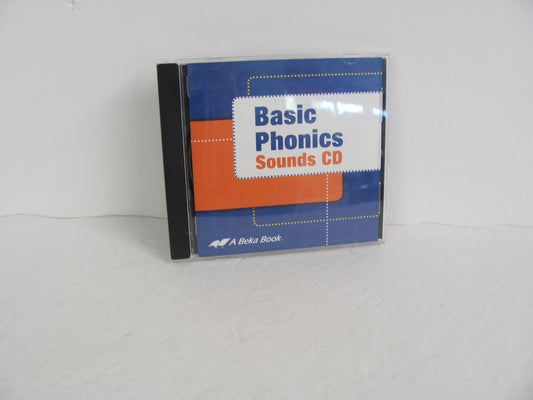 Basic
Phonics
Sounds CD
A Beka Book